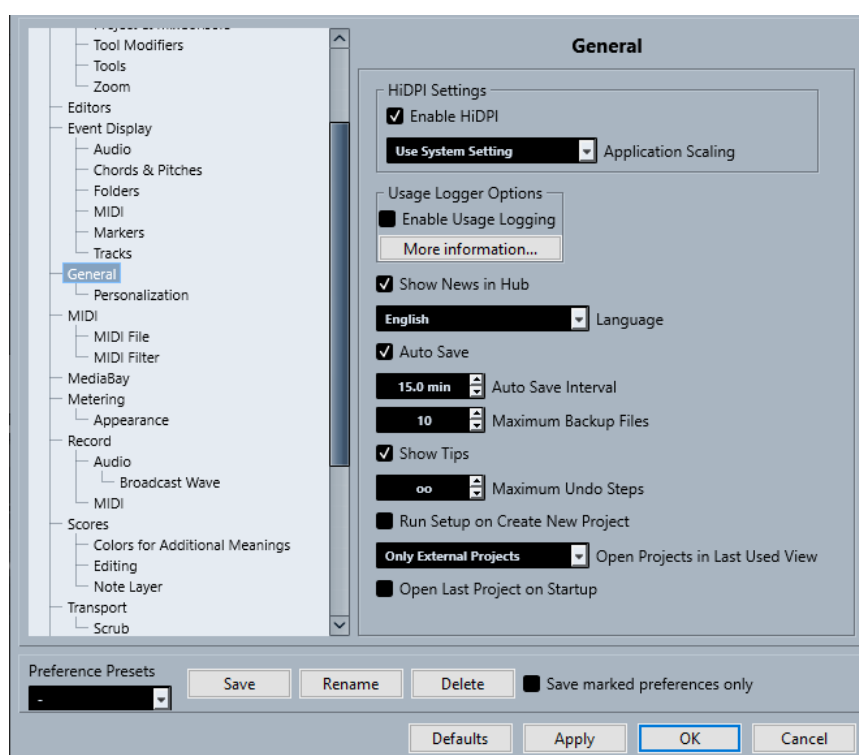 Tool Modifiers
Tools
Zoom
Editors
Event Display
Audio
Chords & Pitches
Folders
MIDI
Markers
Tracks
General
Personalization
MIDI
MIDI File
MIDI Filter
MediaBay
Metering
Appearance
Record
Audio
Broadcast Wave
MIDI
Scores
Colors for Additional Meanings
Editing
Note Layer
Transport
Scrub
General
HiDPI Settings
Enable HiDPI
Use System Setting Application Scaling
Usage Logger Options
Enable Usage Logging
More information...
Show News in Hub
English Language
Auto Save
15.0 min Auto Save Interval
10 Maximum Backup Files
Show Tips
oo Maximum Undo Steps
Run Setup on Create New Project
Only External Projects Open Projects in Last Used View
Open Last Project on Startup
Preference Presets
- Save Rename Delete Save marked preferences only
Defaults Apply OK Cancel